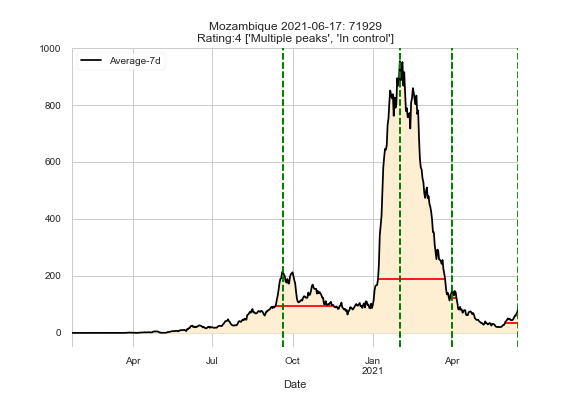 Mozambique 2021-06-17: 71929
Rating:4 ['Multiple peaks', 'In control']
Average-7d
1000
800
600
400
200
0
Apr
Jul
Oct
Jan
2021
Apr
Date